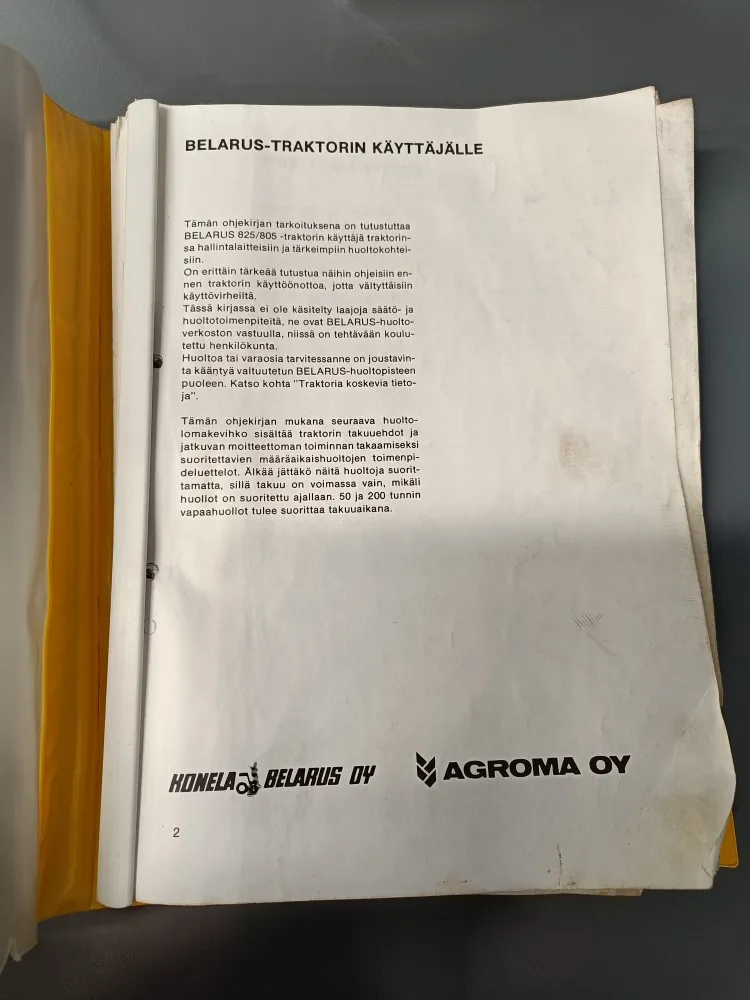 BELARUS-TRAKTORIN KÄYTTÄJÄLLE
Tämän ohjekirjan tarkoituksena on tutustuttaa
BELARUS 825/805 -traktorin käyttäjä traktorin-
sa hallintalaitteisiin ja tärkeimpiin huoltokohtei-
siin.
On erittäin tärkeää tutustua näihin ohjeisiin en-
nen traktorin käyttöönottoa, jotta vältyttäisiin
käyttövirheiltä.
Tässä kirjassa ei ole käsitelty laajoja säätö- ja
huoltotoimenpiteitä, ne ovat BELARUS-huolto-
verkoston vastuulla, niissä on tehtävään koulu-
tettu henkilökunta.
Huoltoa tai varaosia tarvitessanne on joustavin-
ta kääntyä valtuutetun BELARUS-huoltopisteen
puoleen. Katso kohta "Traktoria koskevia tieto-
ja".
Tämän ohjekirjan mukana seuraava huolto-
lomakevihko sisältää traktorin takuuehdot ja
jatkuvan moitteettoman toiminnan takaamiseksi
suoritettavien määräaikaishuoltojen toimenpi-
deluettelot. Älkää jättäkö näitä huoltoja suorit-
tamatta, sillä takuu on voimassa vain, mikäli
huollot on suoritettu ajallaan. 50 ja 200 tunnin
vapaahuollot tulee suorittaa takuuaikana.
KONELA BELARUS OY
AGROMA OY
2